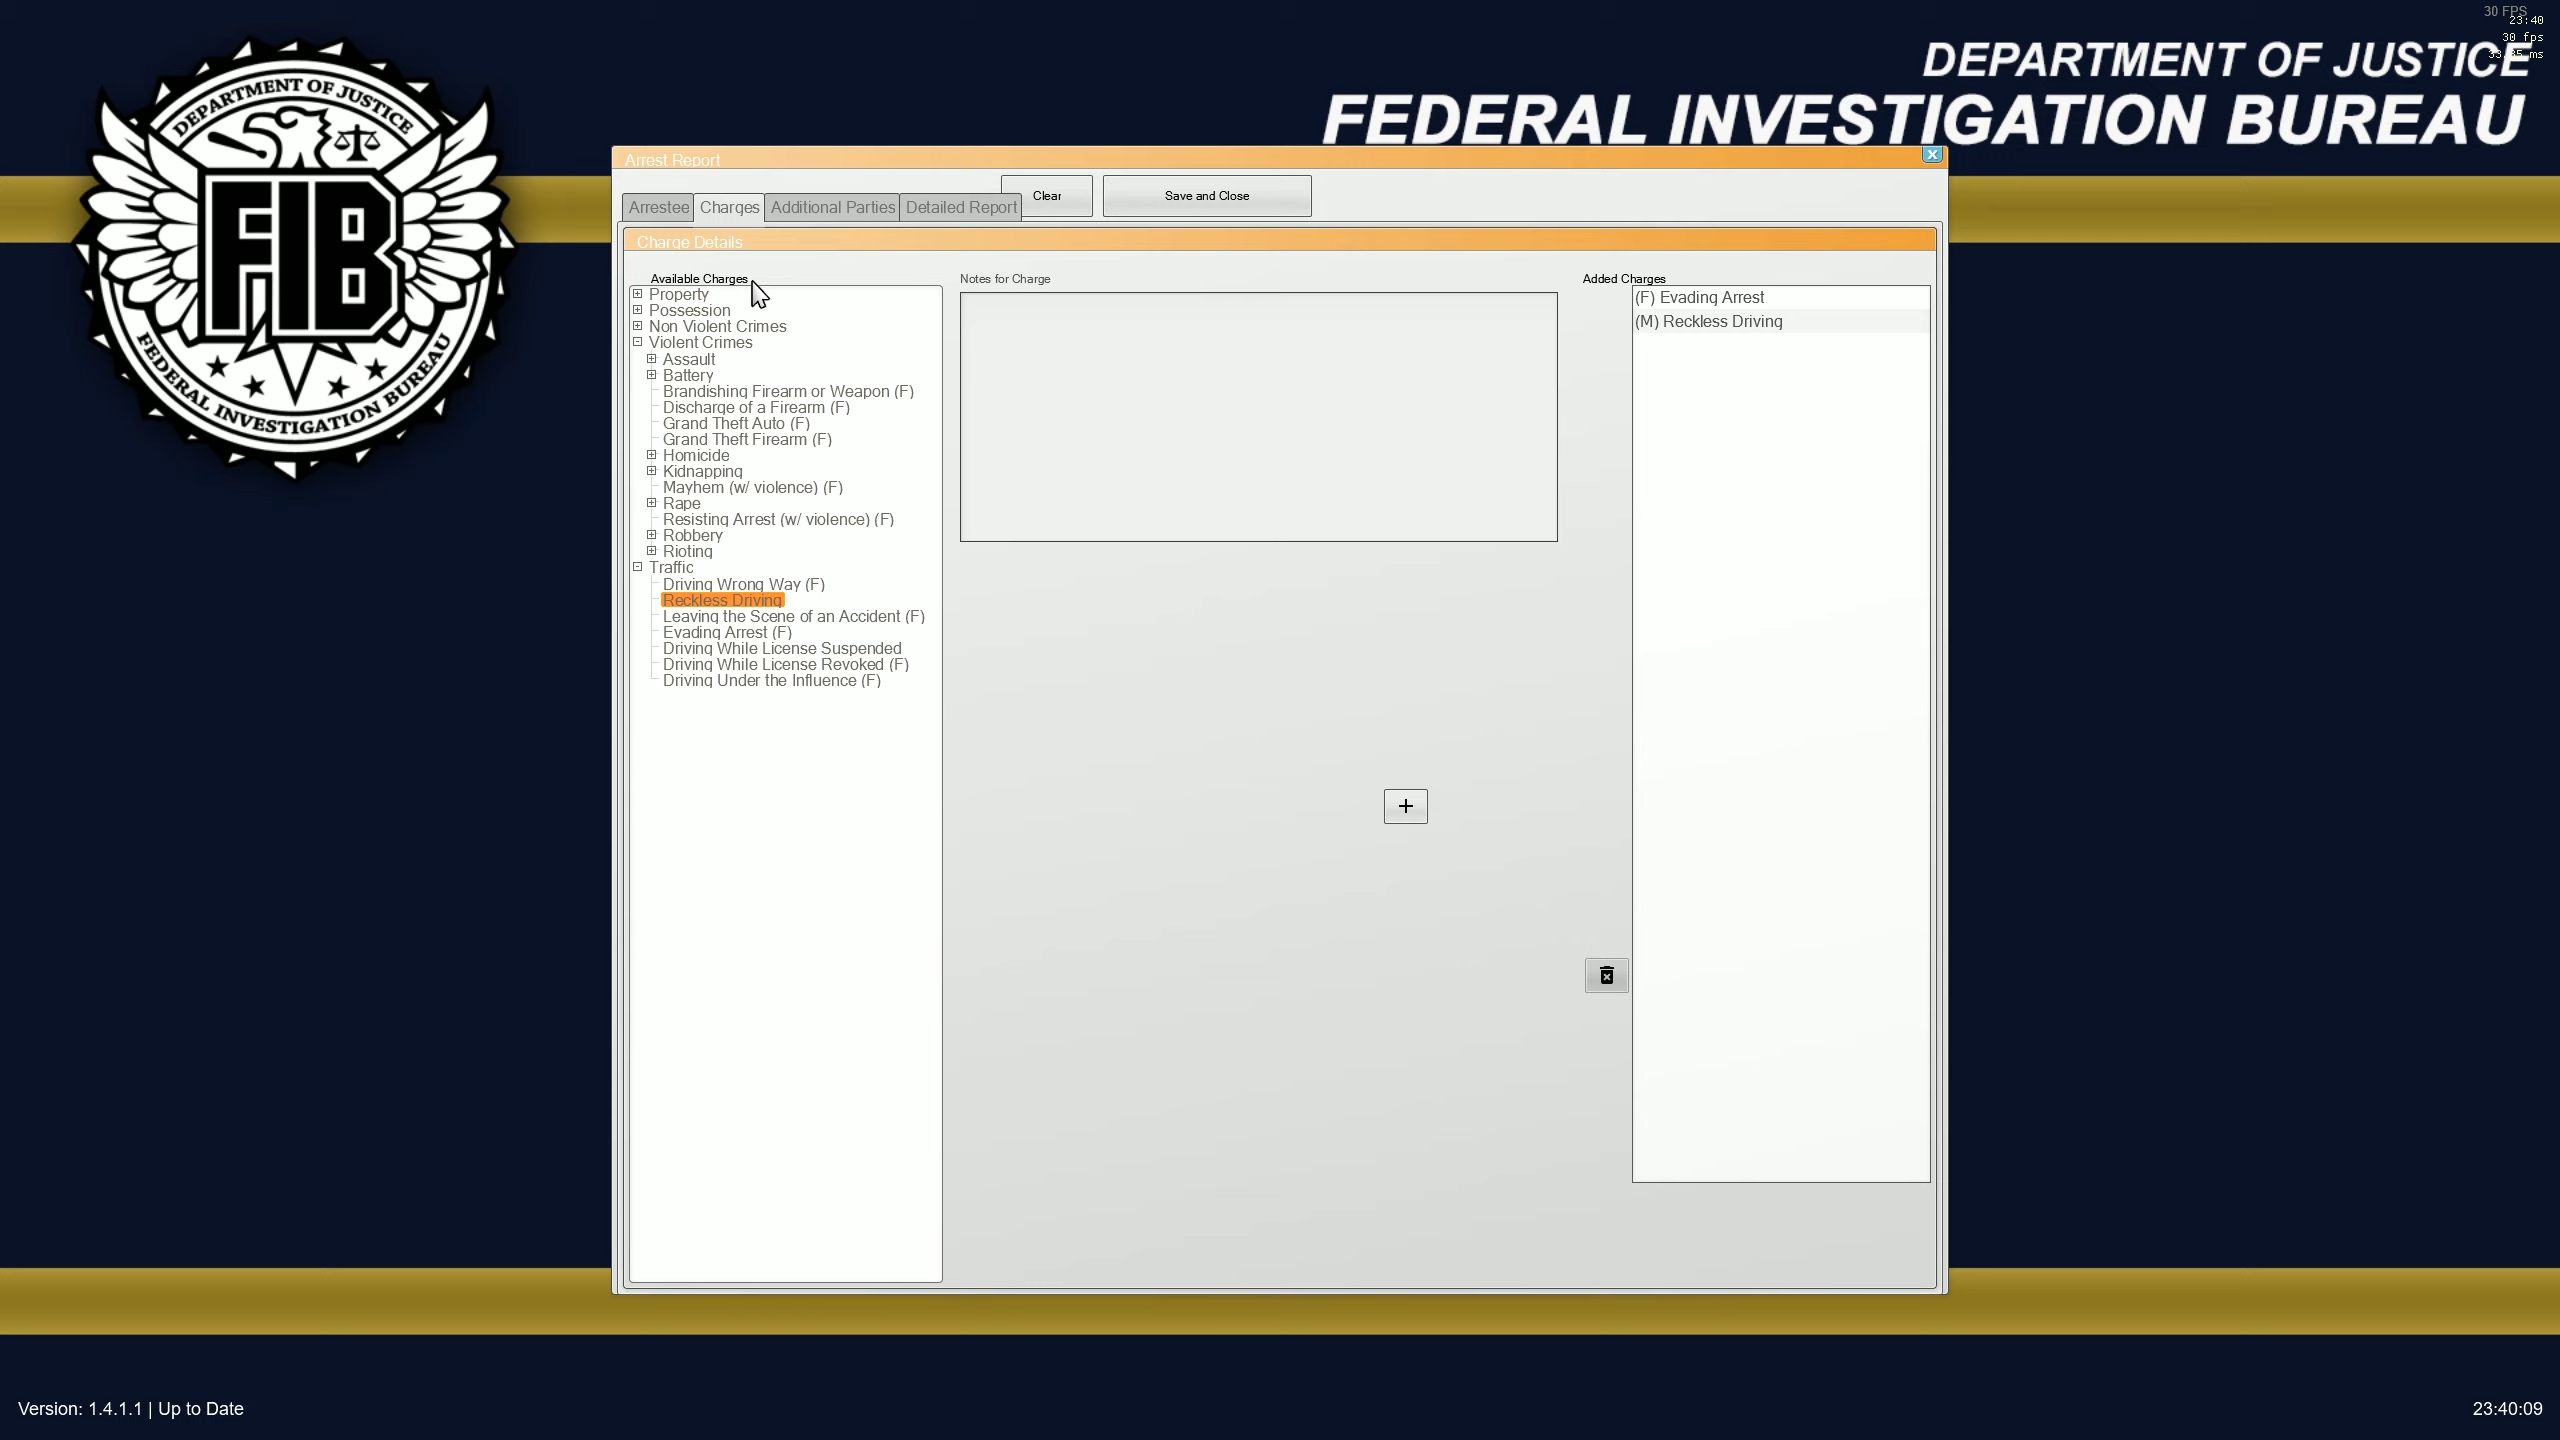 30 FPS
23:40
30 fps
DEPARTMENT OF JUSTICE
FEDERAL INVESTIGATION BUREAU
DEPARTMENT OF JUSTICE
FIB
FEDERAL INVESTIGATION BUREAU
Arrest Report
x
Clear
Save and Close
Arrestee
Charges
Additional Parties
Detailed Report
Charge Details
Available Charges
Property
Possession
Non Violent Crimes
Violent Crimes
Assault
Battery
Brandishing Firearm or Weapon (F)
Discharge of a Firearm (F)
Grand Theft Auto (F)
Grand Theft Firearm (F)
Homicide
Kidnapping
Mayhem (w/ violence) (F)
Rape
Resisting Arrest (w/ violence) (F)
Robbery
Rioting
Traffic
Driving Wrong Way (F)
Reckless Driving
Leaving the Scene of an Accident (F)
Evading Arrest (F)
Driving While License Suspended
Driving While License Revoked (F)
Driving Under the Influence (F)
Notes for Charge
+
Added Charges
(F) Evading Arrest
(M) Reckless Driving
Version: 1.4.1.1 | Up to Date
23:40:09